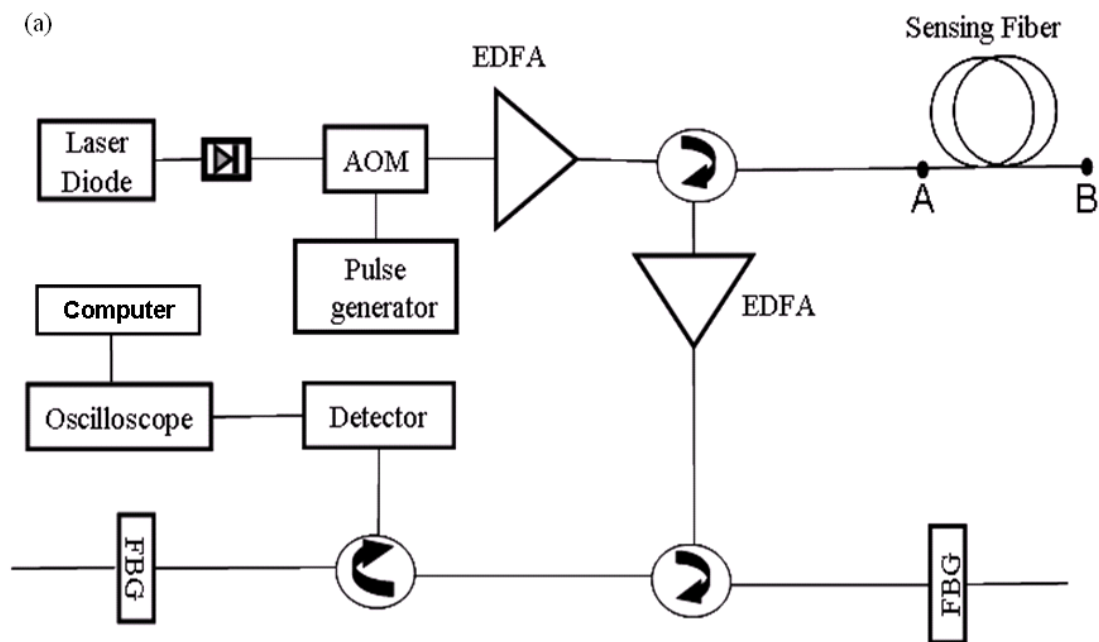 (a)
Sensing Fiber
EDFA
Laser
Diode
AOM
A
B
Pulse
generator
EDFA
Computer
Oscilloscope
Detector
FBG
FBG